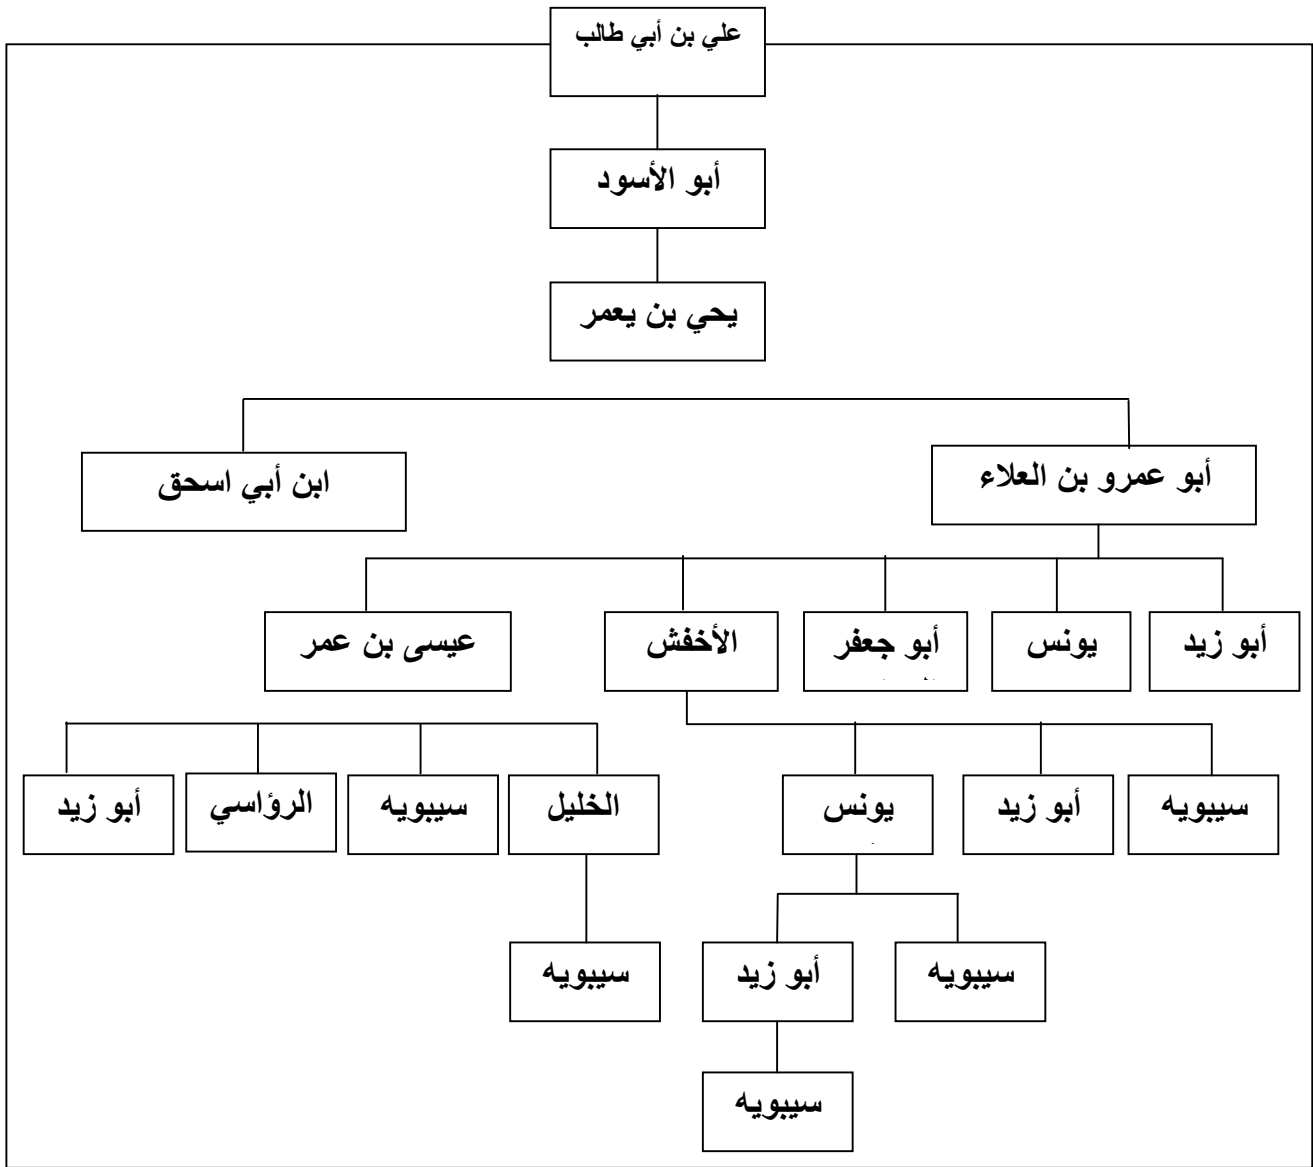 علي بن أبي طالب
أبو الأسود
يحي بن يعمر
أبو عمرو بن العلاء
ابن أبي اسحق
أبو زيد
يونس
أبو جعفر
الأخفش
عيسى بن عمر
سيبويه
أبو زيد
يونس
الخليل
سيبويه
الرؤاسي
أبو زيد
سيبويه
أبو زيد
سيبويه
سيبويه